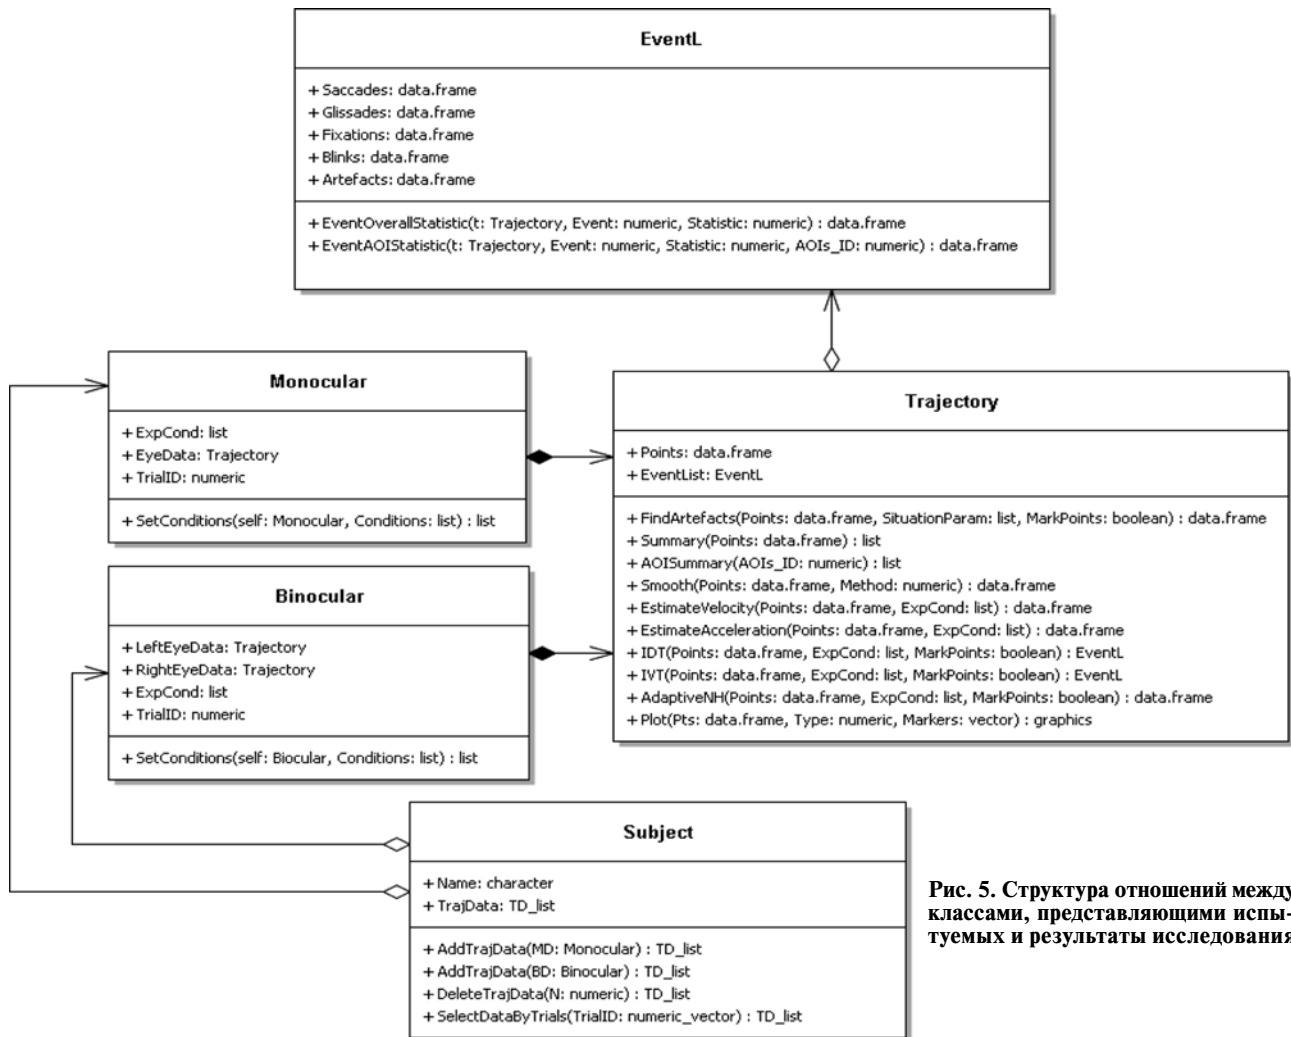 EventL
+ Saccades: data.frame
+ Glissades: data.frame
+ Fixations: data.frame
+ Blinks: data.frame
+ Artefacts: data.frame
+ EventOverallStatistic(t: Trajectory, Event: numeric, Statistic: numeric) : data.frame
+ EventAOIStatistic(t: Trajectory, Event: numeric, Statistic: numeric, AOIs_ID: numeric) : data.frame
Monocular
+ ExpCond: list
+ EyeData: Trajectory
+ TrialID: numeric
+ SetConditions(self: Monocular, Conditions: list) : list
Trajectory
+ Points: data.frame
+ EventList: EventL
+ FindArtefacts(Points: data.frame, SituationParam: list, MarkPoints: boolean) : data.frame
+ Summary(Points: data.frame) : list
+ AOISummary(AOIs_ID: numeric) : list
+ Smooth(Points: data.frame, Method: numeric) : data.frame
+ EstimateVelocity(Points: data.frame, ExpCond: list) : data.frame
+ EstimateAcceleration(Points: data.frame, ExpCond: list) : data.frame
+ IDT(Points: data.frame, ExpCond: list, MarkPoints: boolean) : EventL
+ IVT(Points: data.frame, ExpCond: list, MarkPoints: boolean) : EventL
+ AdaptiveNH(Points: data.frame, ExpCond: list, MarkPoints: boolean) : data.frame
+ Plot(Pts: data.frame, Type: numeric, Markers: vector) : graphics
Binocular
+ LeftEyeData: Trajectory
+ RightEyeData: Trajectory
+ ExpCond: list
+ TrialID: numeric
+ SetConditions(self: Biocular, Conditions: list) : list
Subject
+ Name: character
+ TrajData: TD_list
+ AddTrajData(MD: Monocular) : TD_list
+ AddTrajData(BD: Binocular) : TD_list
+ DeleteTrajData(N: numeric) : TD_list
+ SelectDataByTrials(TrialID: numeric_vector) : TD_list
Рис. 5. Структура отношений между
классами, представляющими испы-
туемых и результаты исследования